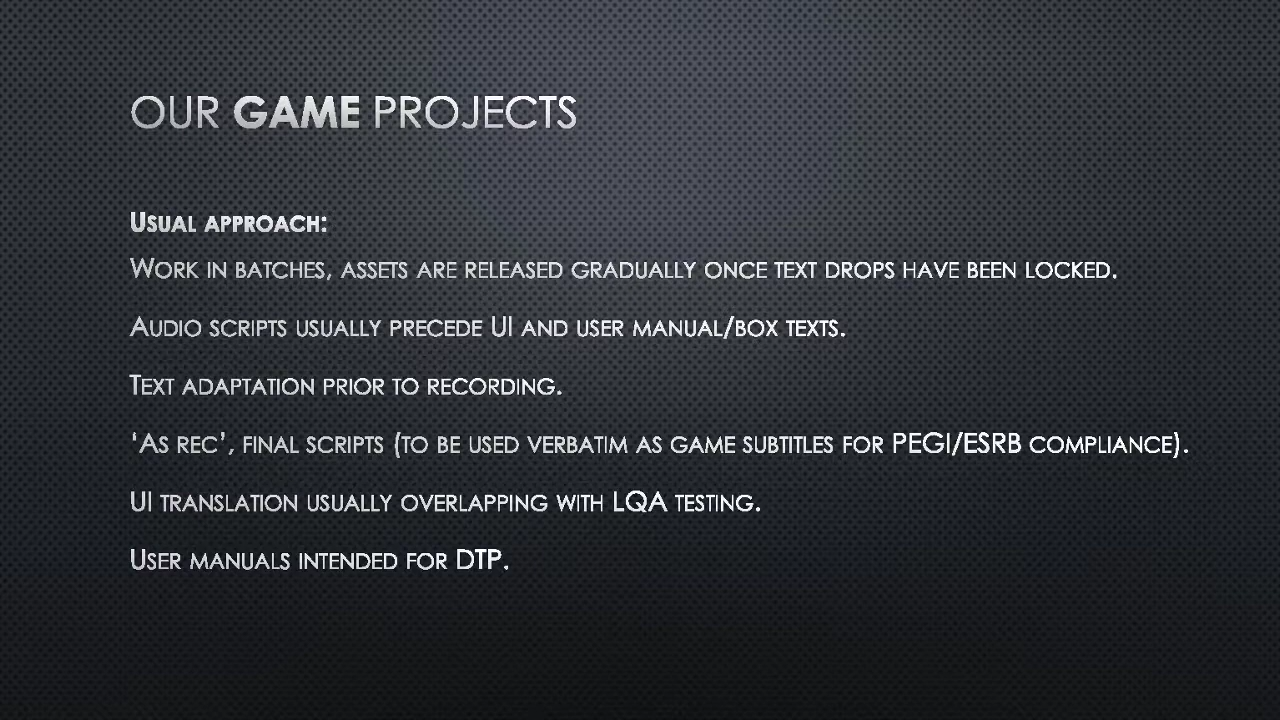 OUR GAME PROJECTS
USUAL APPROACH:
WORK IN BATCHES, ASSETS ARE RELEASED GRADUALLY ONCE TEXT DROPS HAVE BEEN LOCKED.
AUDIO SCRIPTS USUALLY PRECEDE UI AND USER MANUAL/BOX TEXTS.
TEXT ADAPTATION PRIOR TO RECORDING.
‘AS REC’, FINAL SCRIPTS (TO BE USED VERBATIM AS GAME SUBTITLES FOR PEGI/ESRB COMPLIANCE).
UI TRANSLATION USUALLY OVERLAPPING WITH LQA TESTING.
USER MANUALS INTENDED FOR DTP.